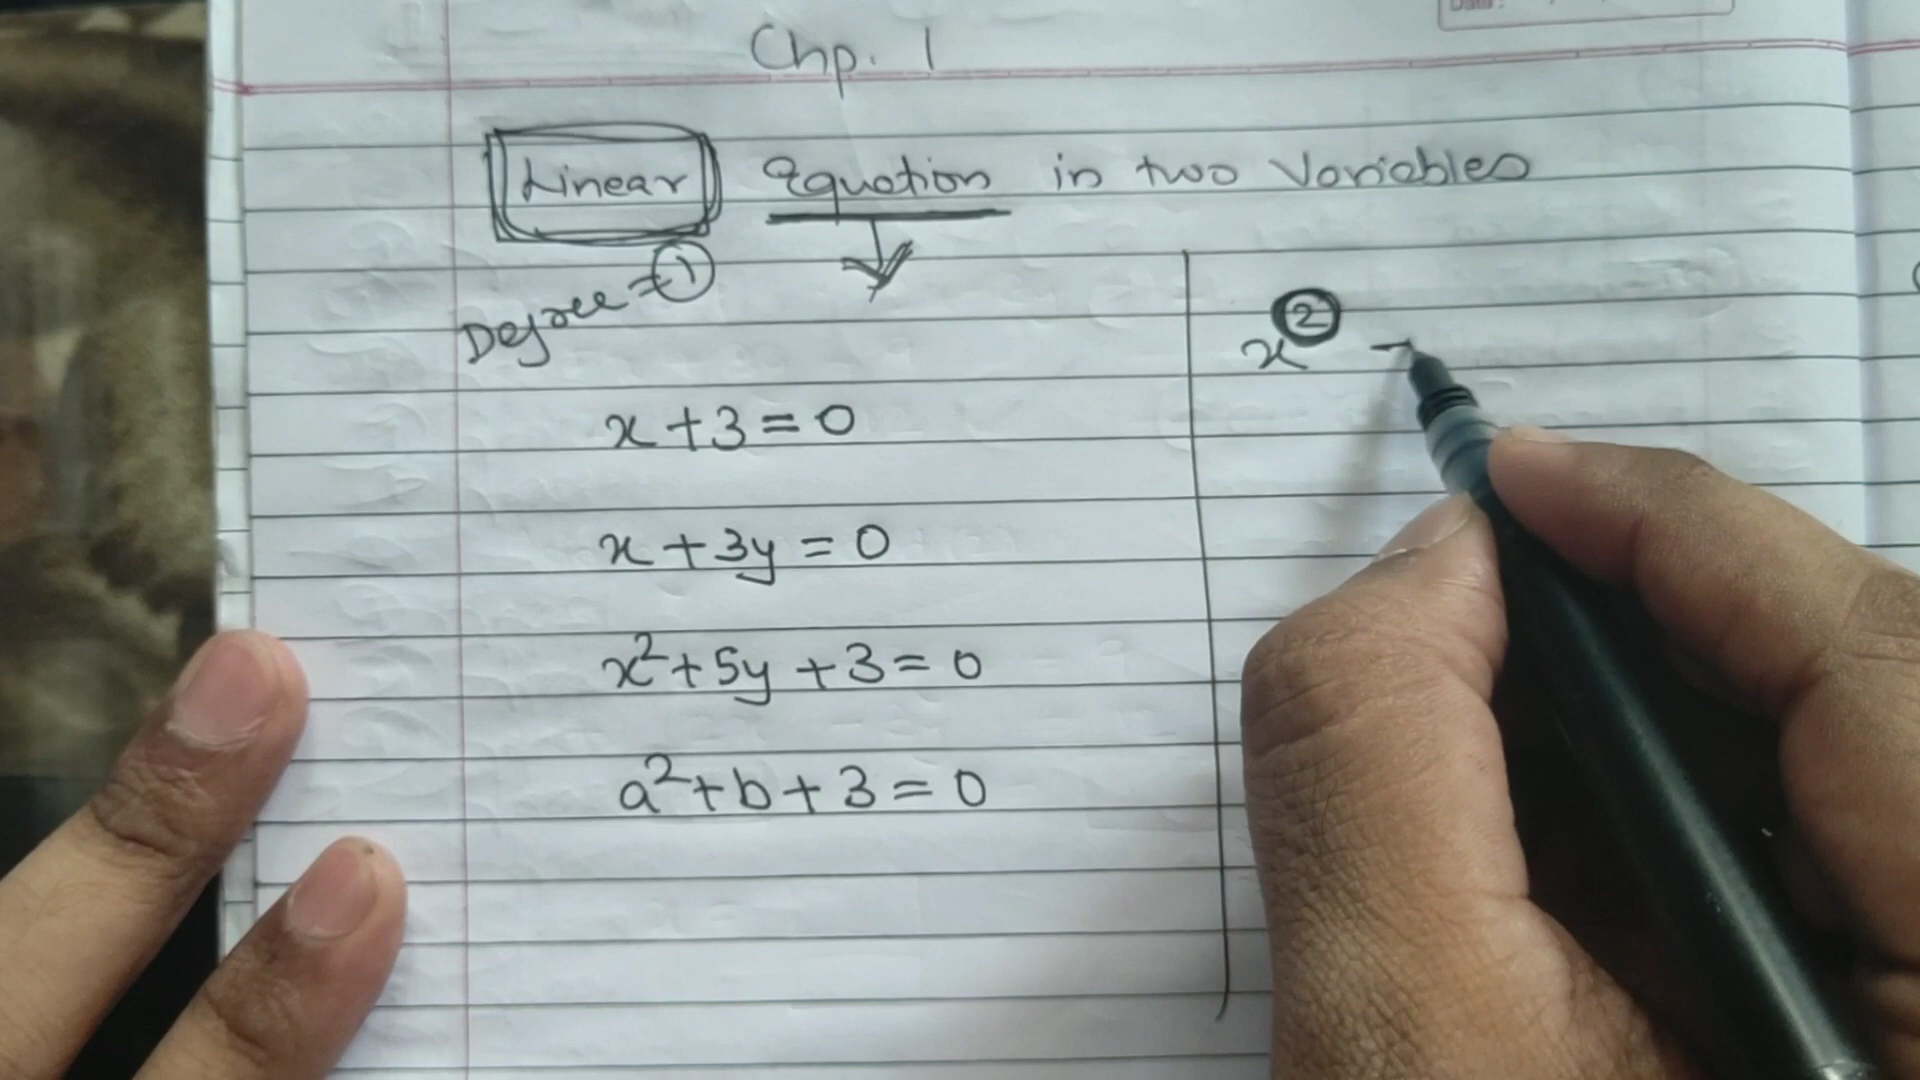 Date:
Chp. 1
Linear Equation in two Variables
Degree = 1
x + 3 = 0
x + 3y = 0
x² + 5y + 3 = 0
a² + b + 3 = 0
x² -